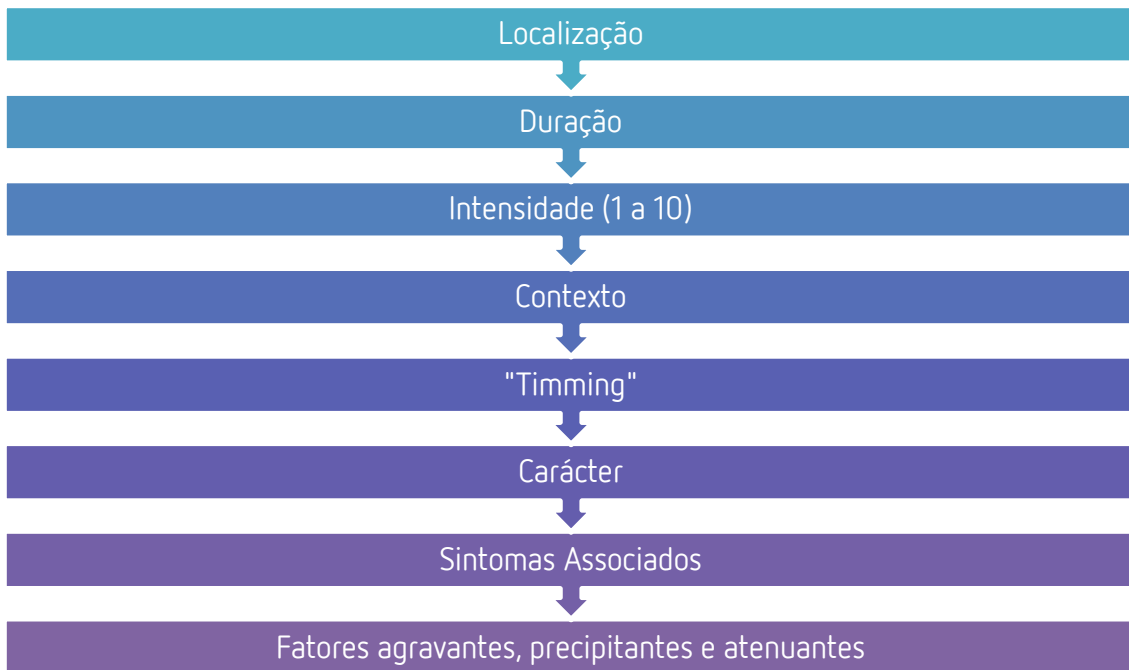 Localização
Duração
Intensidade (1 a 10)
Contexto
"Timming"
Carácter
Sintomas Associados
Fatores agravantes, precipitantes e atenuantes